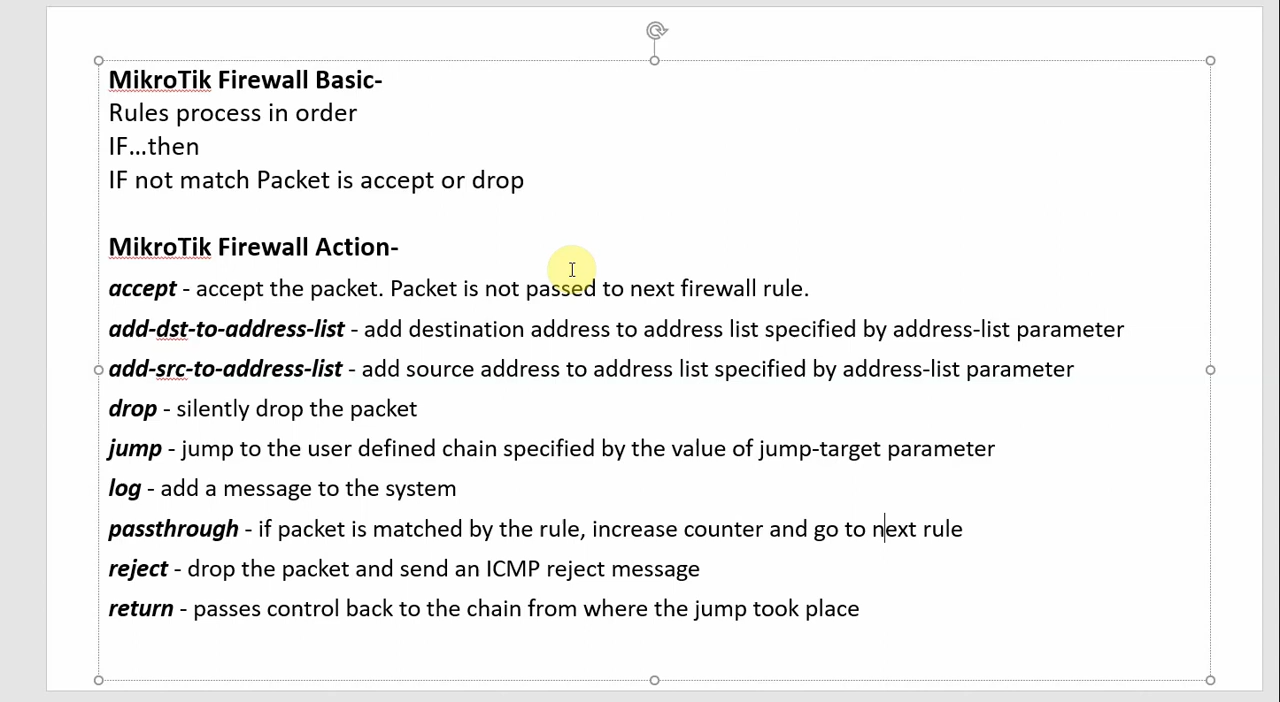 MikroTik Firewall Basic-
Rules process in order
IF...then
IF not match Packet is accept or drop
MikroTik Firewall Action-
accept - accept the packet. Packet is not passed to next firewall rule.
add-dst-to-address-list - add destination address to address list specified by address-list parameter
add-src-to-address-list - add source address to address list specified by address-list parameter
drop - silently drop the packet
jump - jump to the user defined chain specified by the value of jump-target parameter
log - add a message to the system
passthrough - if packet is matched by the rule, increase counter and go to next rule
reject - drop the packet and send an ICMP reject message
return - passes control back to the chain from where the jump took place